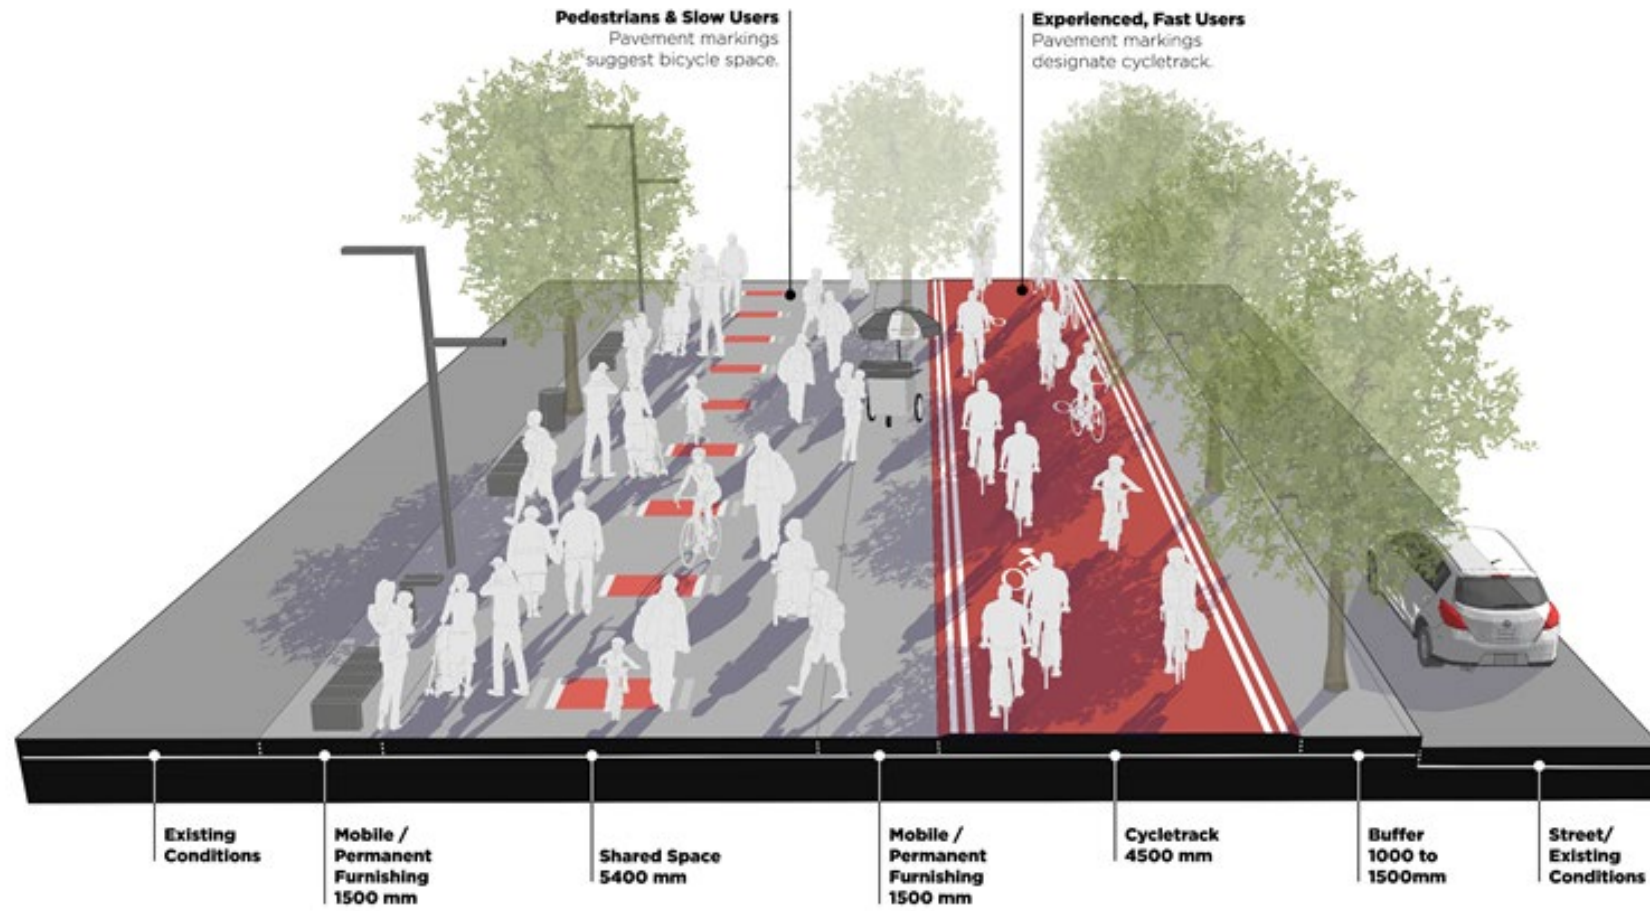 Pedestrians & Slow Users
Pavement markings
suggest bicycle space.
Experienced, Fast Users
Pavement markings
designate cycletrack.
Existing
Conditions
Mobile /
Permanent
Furnishing
1500 mm
Shared Space
5400 mm
Mobile /
Permanent
Furnishing
1500 mm
Cycletrack
4500 mm
Buffer
1000 to
1500mm
Street/
Existing
Conditions